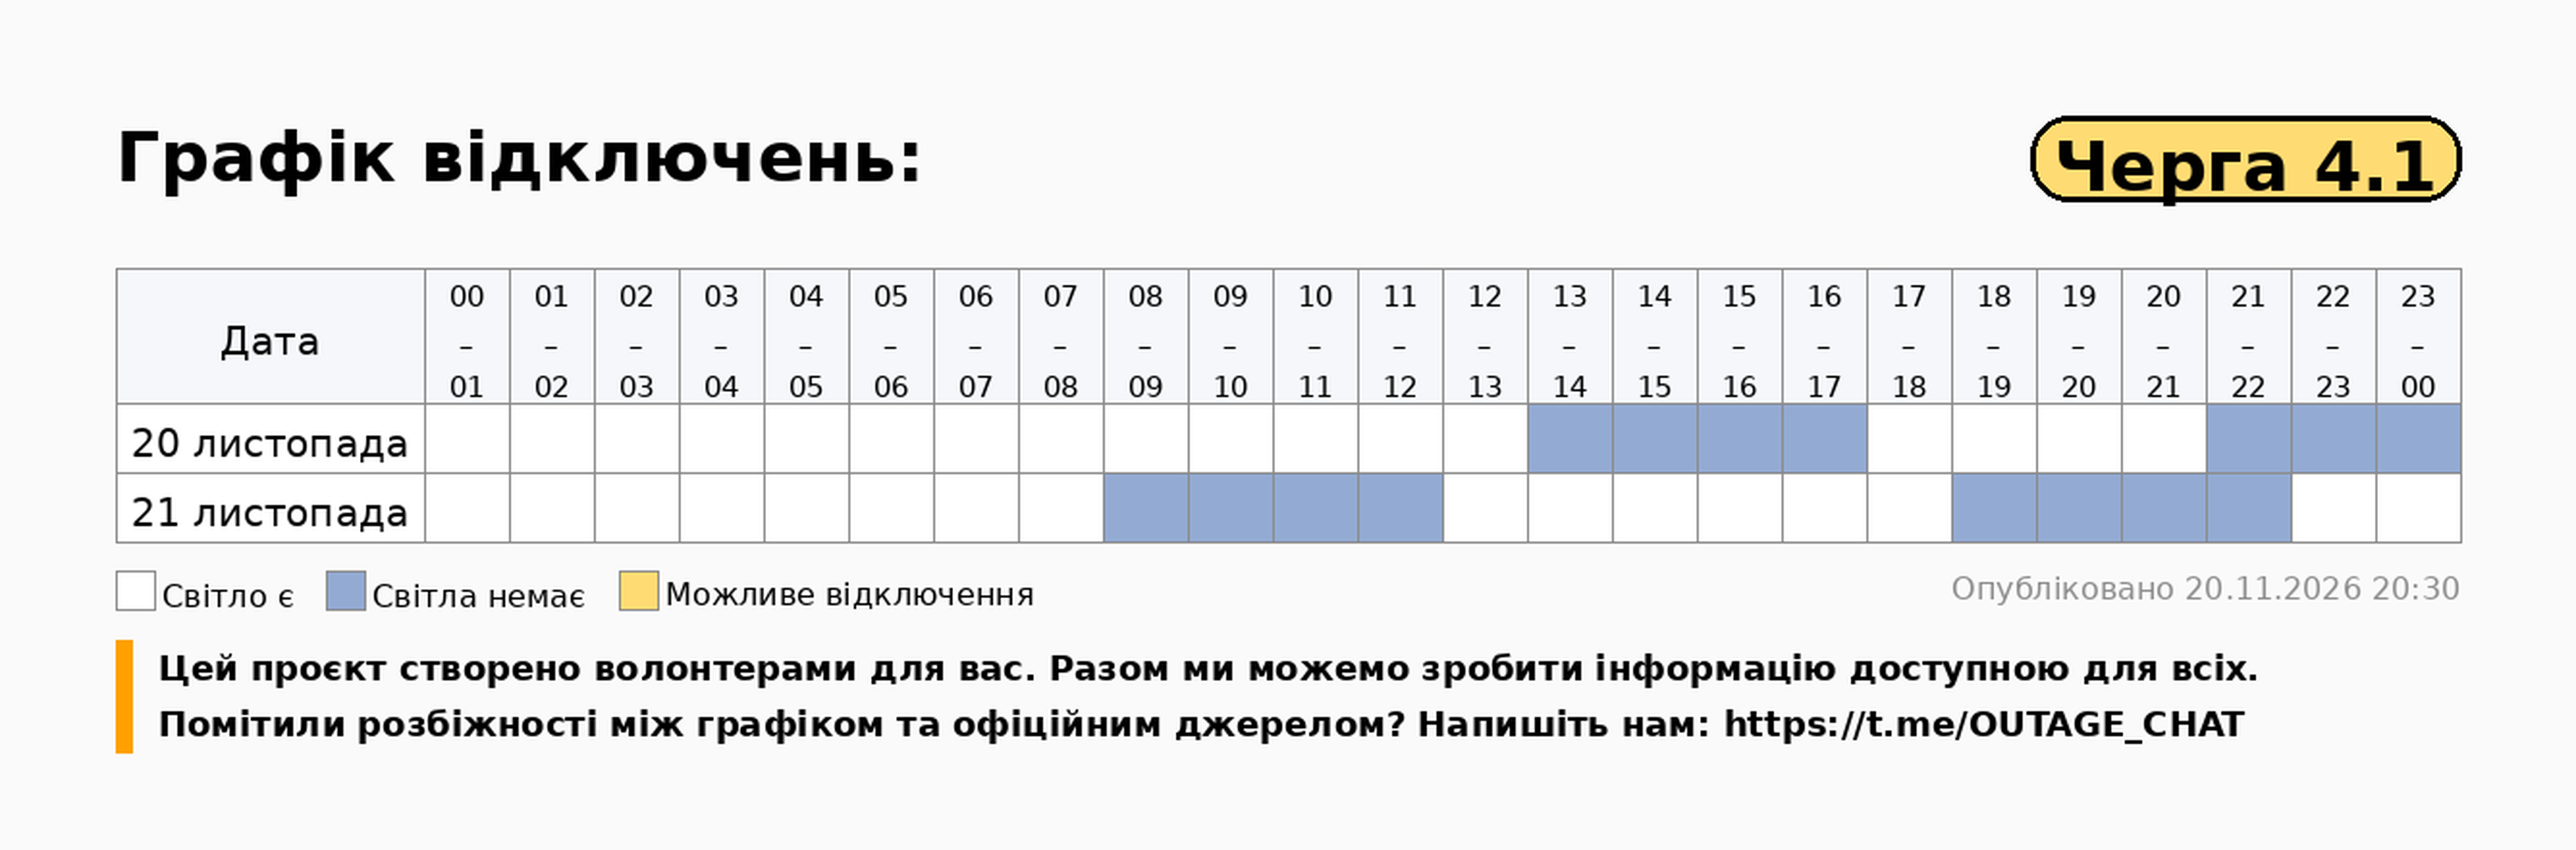 Графік відключень:
Черга 4.1
Дата
00 – 01
01 – 02
02 – 03
03 – 04
04 – 05
05 – 06
06 – 07
07 – 08
08 – 09
09 – 10
10 – 11
11 – 12
12 – 13
13 – 14
14 – 15
15 – 16
16 – 17
17 – 18
18 – 19
19 – 20
20 – 21
21 – 22
22 – 23
23 – 00
20 листопада
21 листопада
Світло є
Світла немає
Можливе відключення
Опубліковано 20.11.2026 20:30
Цей проєкт створено волонтерами для вас. Разом ми можемо зробити інформацію доступною для всіх.
Помітили розбіжності між графіком та офіційним джерелом? Напишіть нам: https://t.me/OUTAGE_CHAT